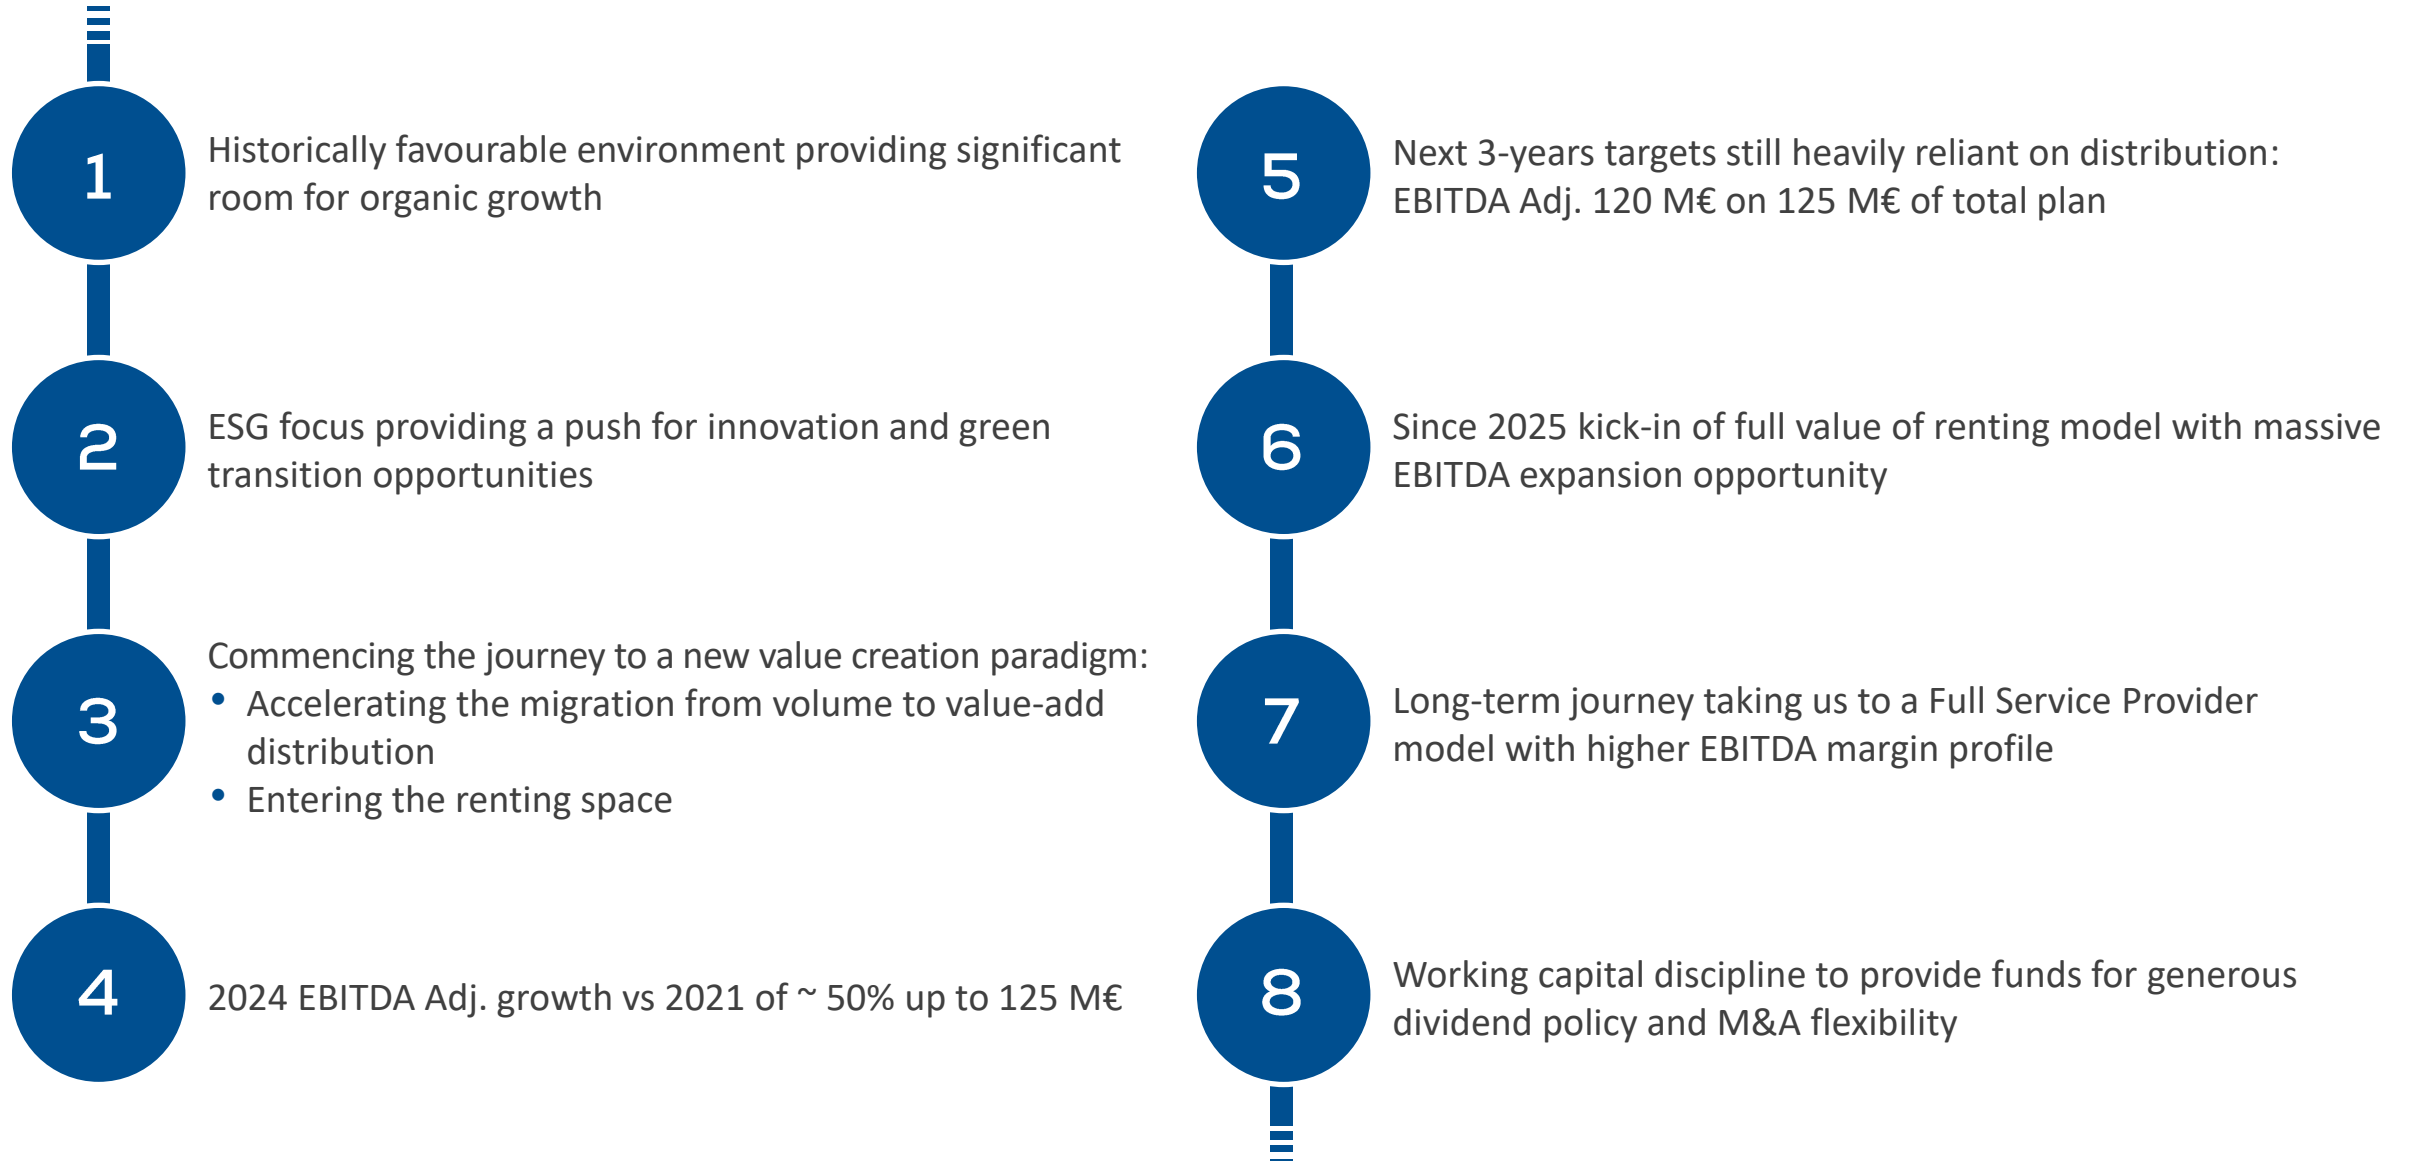 1
Historically favourable environment providing significant
room for organic growth
2
ESG focus providing a push for innovation and green
transition opportunities
3
Commencing the journey to a new value creation paradigm:
• Accelerating the migration from volume to value-add
distribution
• Entering the renting space
4
2024 EBITDA Adj. growth vs 2021 of ~ 50% up to 125 M€
5
Next 3-years targets still heavily reliant on distribution:
EBITDA Adj. 120 M€ on 125 M€ of total plan
6
Since 2025 kick-in of full value of renting model with massive
EBITDA expansion opportunity
7
Long-term journey taking us to a Full Service Provider
model with higher EBITDA margin profile
8
Working capital discipline to provide funds for generous
dividend policy and M&A flexibility